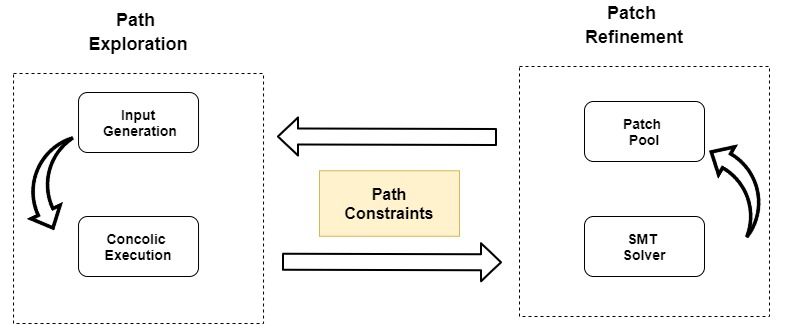 Path
Exploration
Patch
Refinement
Input
Generation
Concolic
Execution
Path
Constraints
Patch
Pool
SMT
Solver